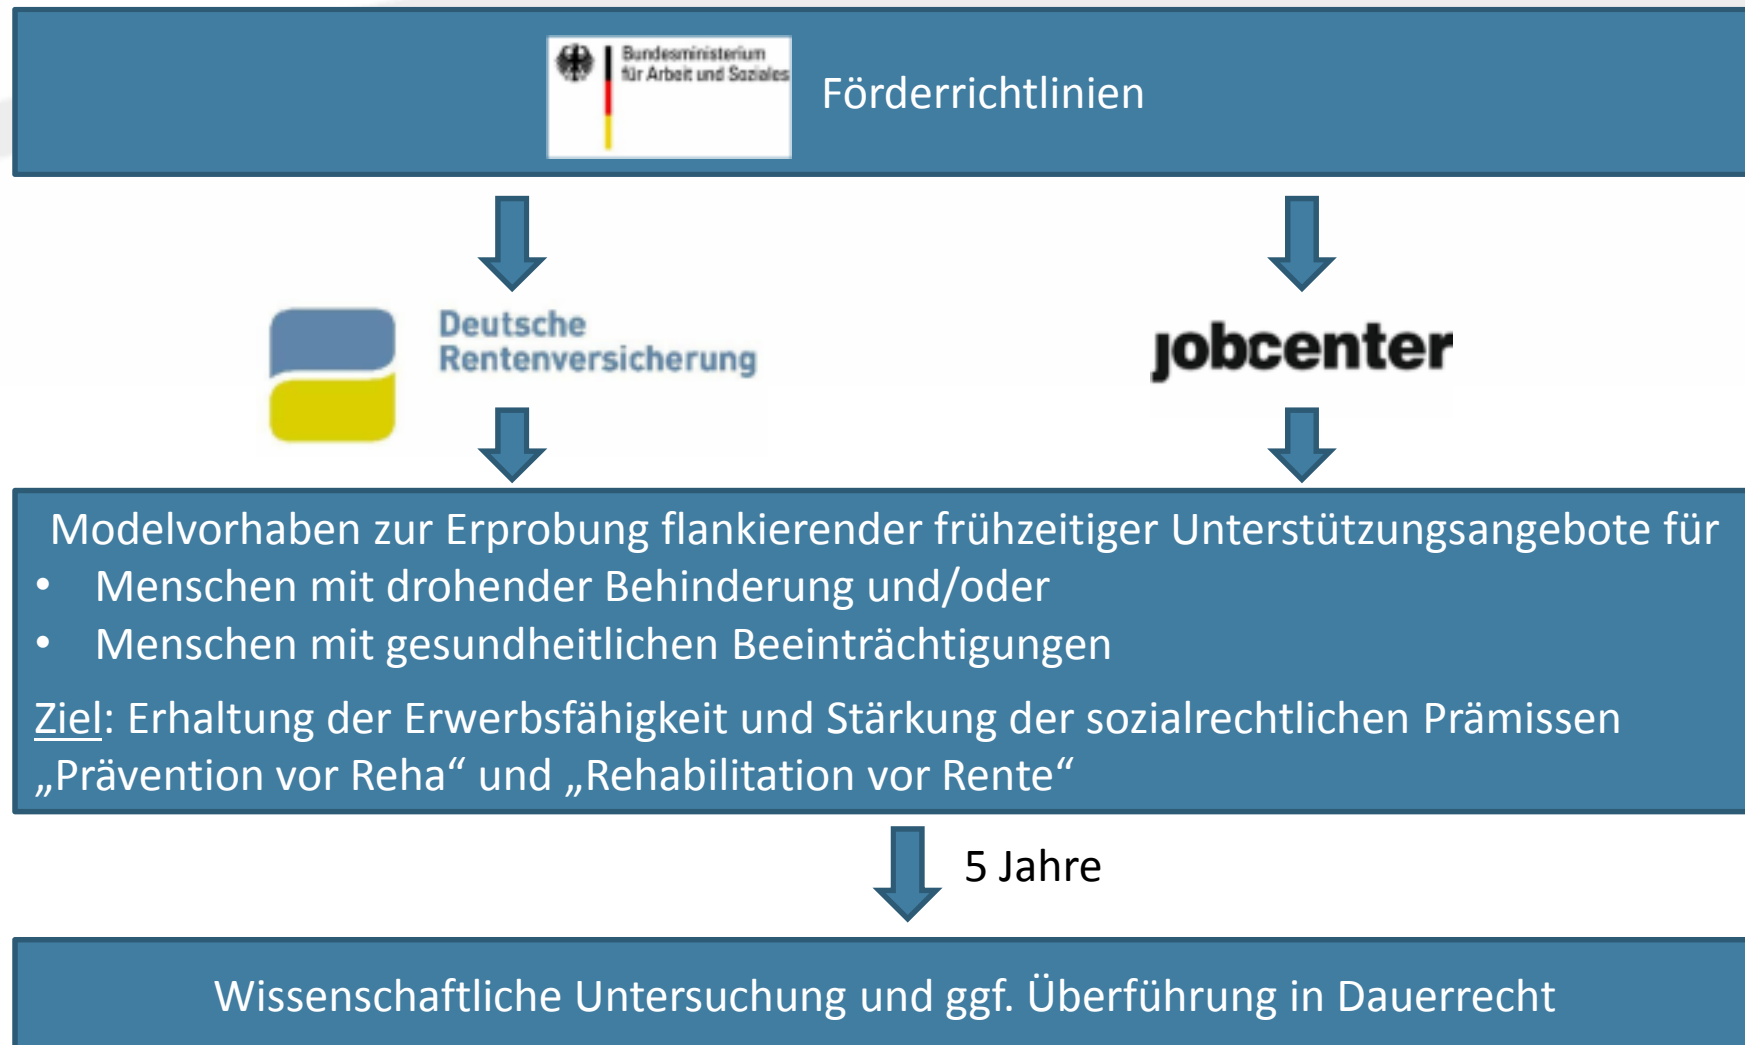 Bundesministerium
für Arbeit und Soziales
Förderrichtlinien
Deutsche
Rentenversicherung
jobcenter
Modelvorhaben zur Erprobung flankierender frühzeitiger Unterstützungsangebote für
• Menschen mit drohender Behinderung und/oder
• Menschen mit gesundheitlichen Beeinträchtigungen
Ziel: Erhaltung der Erwerbsfähigkeit und Stärkung der sozialrechtlichen Prämissen
„Prävention vor Reha“ und „Rehabilitation vor Rente“
5 Jahre
Wissenschaftliche Untersuchung und ggf. Überführung in Dauerrecht